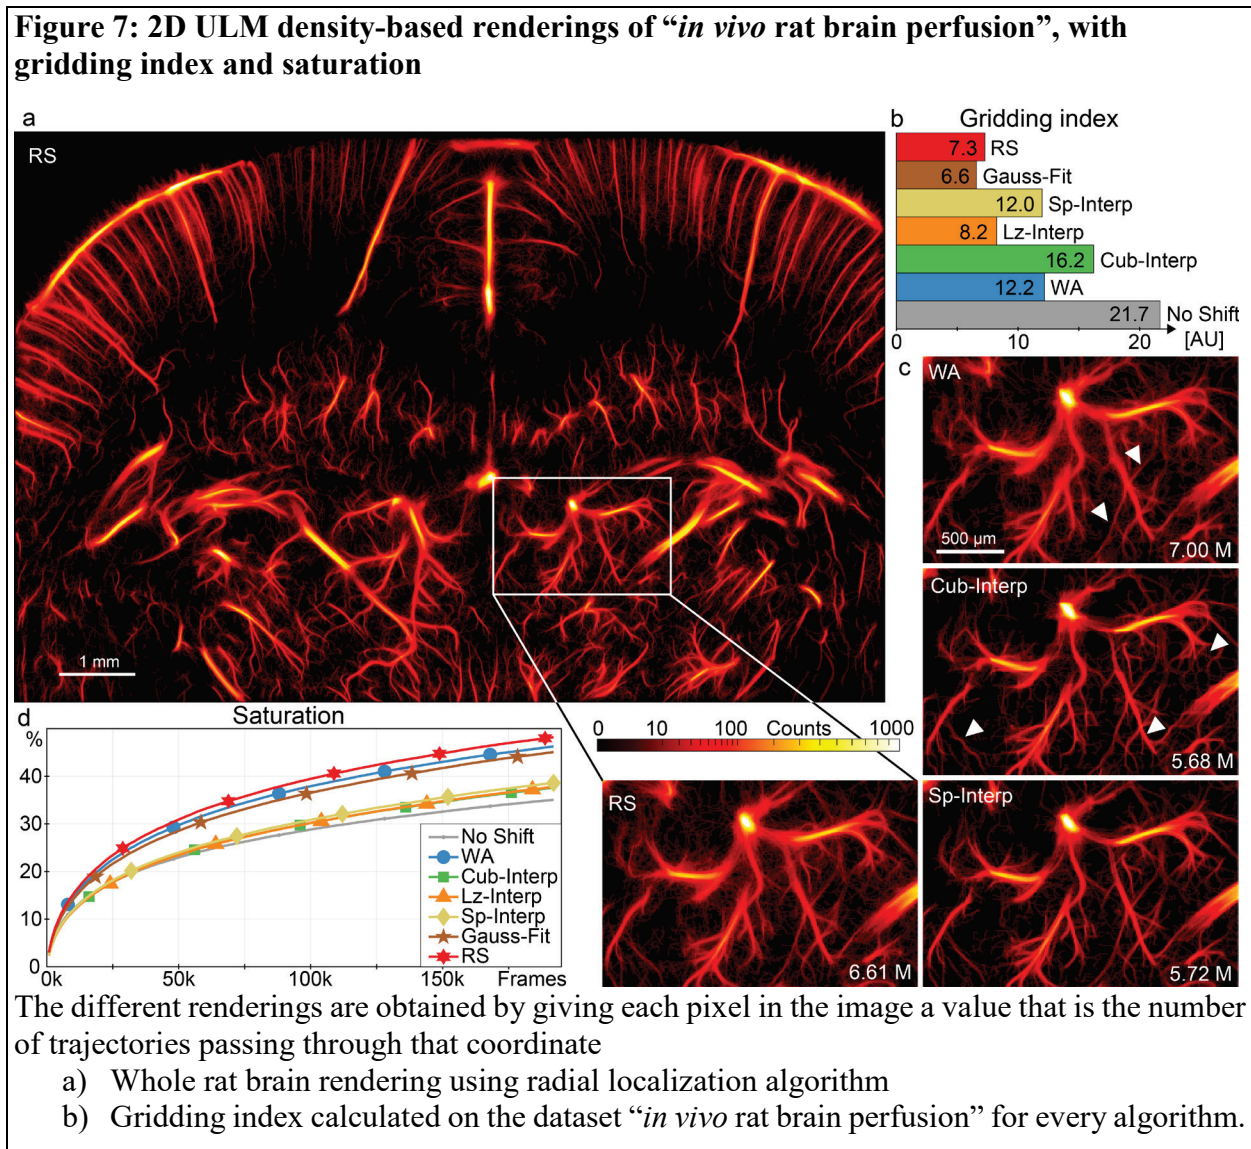 Figure 7: 2D ULM density-based renderings of “in vivo rat brain perfusion”, with
gridding index and saturation
a
RS
1 mm
b
Gridding index
7.3 RS
6.6 Gauss-Fit
12.0 Sp-Interp
8.2 Lz-Interp
16.2 Cub-Interp
12.2 WA
21.7 No Shift
0 10 20 [AU]
c
WA
500 µm
7.00 M
Cub-Interp
5.68 M
Sp-Interp
5.72 M
RS
6.61 M
0 10 100 Counts 1000
d
Saturation
%
40
30
20
10
0
0k 50k 100k 150k Frames
No Shift
WA
Cub-Interp
Lz-Interp
Sp-Interp
Gauss-Fit
RS
The different renderings are obtained by giving each pixel in the image a value that is the number
of trajectories passing through that coordinate
a) Whole rat brain rendering using radial localization algorithm
b) Gridding index calculated on the dataset “in vivo rat brain perfusion” for every algorithm.